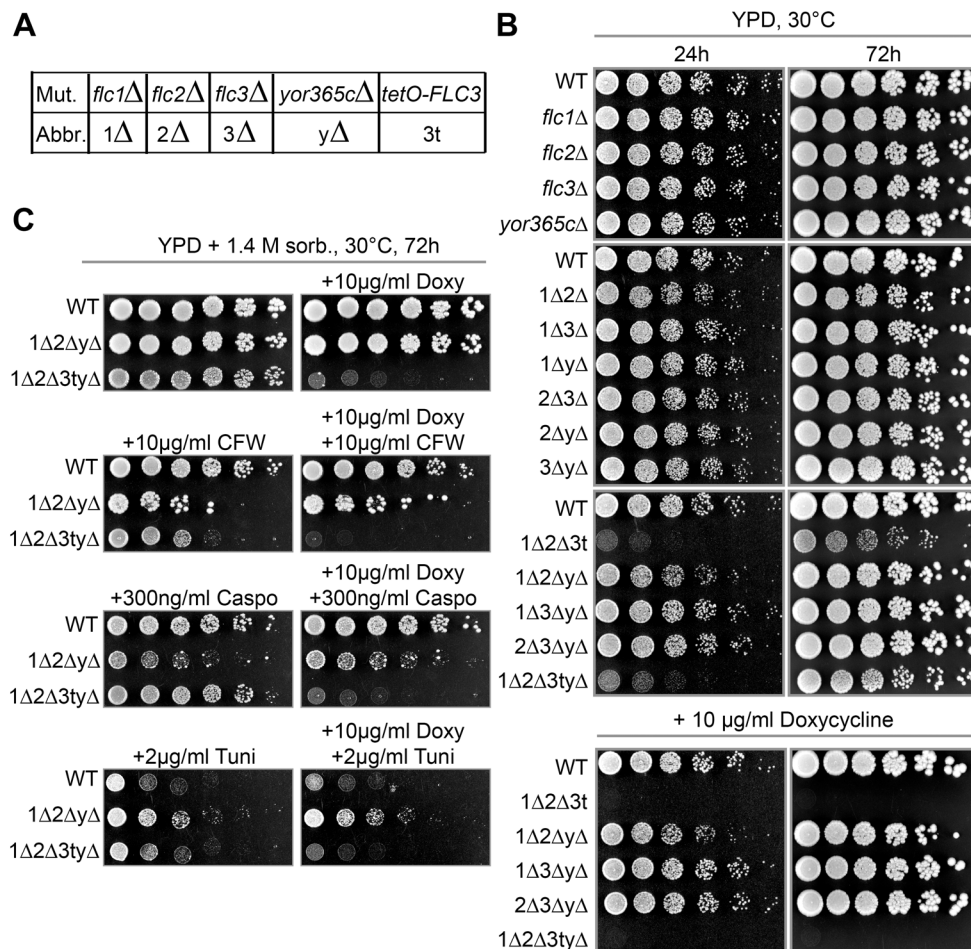 A
Mut. flc1Δ flc2Δ flc3Δ yor365cΔ tetO-FLC3
Abbr. 1Δ 2Δ 3Δ yΔ 3t
B
YPD, 30°C
24h 72h
WT
flc1Δ
flc2Δ
flc3Δ
yor365cΔ
WT
1Δ2Δ
1Δ3Δ
1ΔyΔ
2Δ3Δ
2ΔyΔ
3ΔyΔ
WT
1Δ2Δ3t
1Δ2ΔyΔ
1Δ3ΔyΔ
2Δ3ΔyΔ
1Δ2Δ3tyΔ
+ 10 µg/ml Doxycycline
WT
1Δ2Δ3t
1Δ2ΔyΔ
1Δ3ΔyΔ
2Δ3ΔyΔ
1Δ2Δ3tyΔ
C
YPD + 1.4 M sorb., 30°C, 72h
+10µg/ml Doxy
WT
1Δ2ΔyΔ
1Δ2Δ3tyΔ
+10µg/ml Doxy
+10µg/ml CFW +10µg/ml CFW
WT
1Δ2ΔyΔ
1Δ2Δ3tyΔ
+10µg/ml Doxy
+300ng/ml Caspo +300ng/ml Caspo
WT
1Δ2ΔyΔ
1Δ2Δ3tyΔ
+10µg/ml Doxy
+2µg/ml Tuni +2µg/ml Tuni
WT
1Δ2ΔyΔ
1Δ2Δ3tyΔ